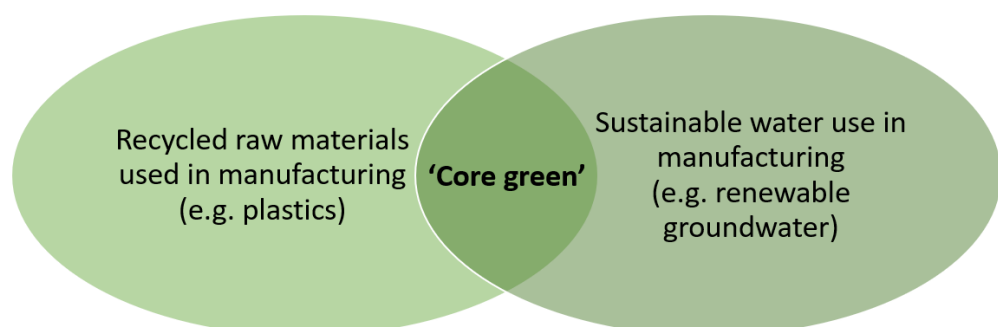 Recycled raw materials
used in manufacturing
(e.g. plastics)
‘Core green’
Sustainable water use in
manufacturing
(e.g. renewable
groundwater)